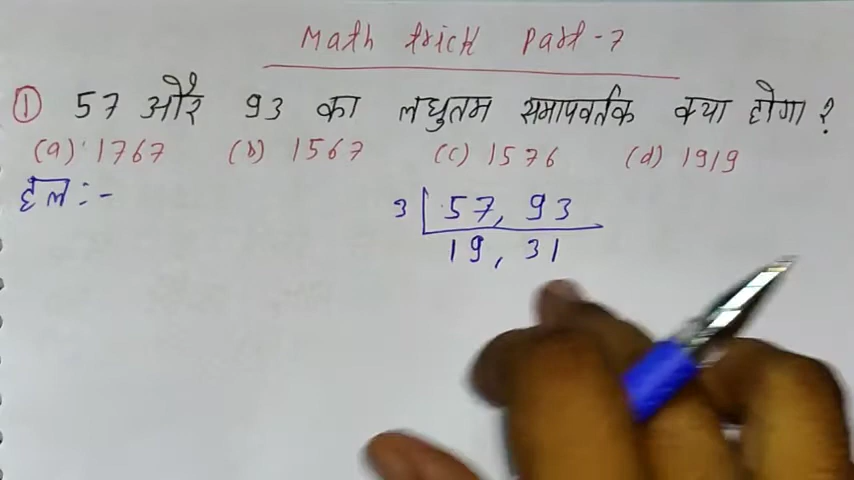 Math trick Part-7
① 57 और 93 का लघुतम समापवर्तक क्या होगा ?
(a) 1767 (b) 1567 (c) 1576 (d) 1919
हल :-
3 | 57, 93
19, 31